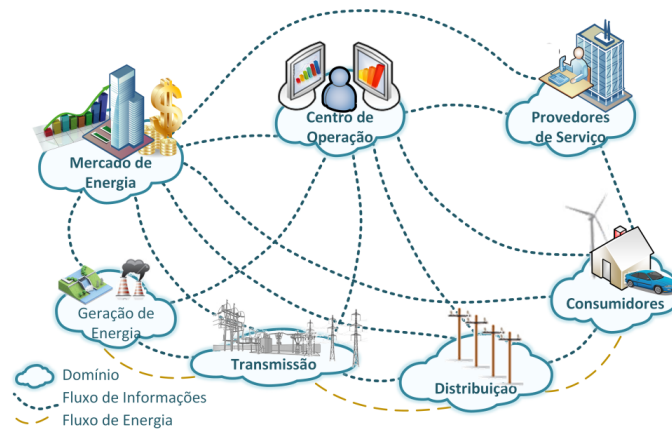 Mercado de
Energia
Centro de
Operação
Provedores
de Serviço
Geração de
Energia
Transmissão
Distribuição
Consumidores
Domínio
Fluxo de Informações
Fluxo de Energia